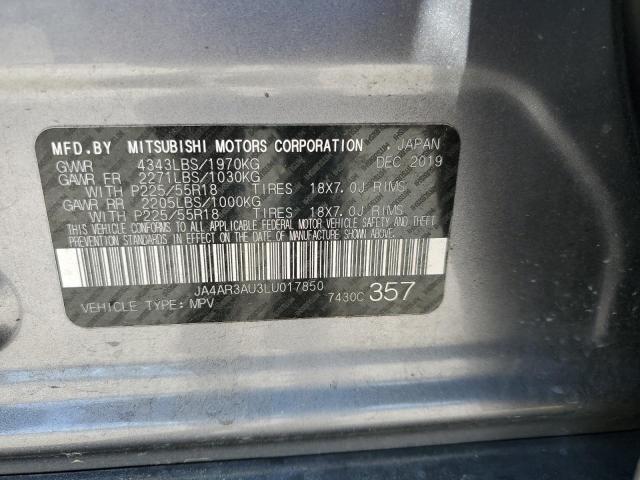 MFD.BY MITSUBISHI MOTORS CORPORATION, JAPAN
GVWR 4343LBS/1970KG DEC 2019
GAWR FR 2271LBS/1030KG
WITH P225/55R18 TIRES 18X7.0J RIMS
GAWR RR 2205LBS/1000KG
WITH P225/55R18 TIRES 18X7.0J RIMS
THIS VEHICLE CONFORMS TO ALL APPLICABLE FEDERAL MOTOR VEHICLE SAFETY AND THEFT
PREVENTION STANDARDS IN EFFECT ON THE DATE OF MANUFACTURE SHOWN ABOVE.
JA4AR3AU3LU017850 7430C 357
VEHICLE TYPE: MPV